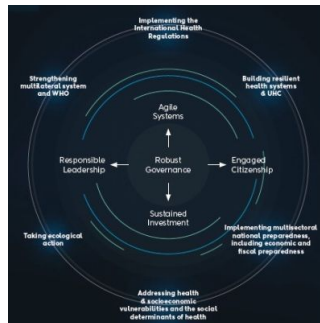 Implementing the
International Health
Regulations
Strengthening
multilateral system
and WHO
Building resilient
health systems
& UHC
Agile
Systems
Responsible
Leadership
Robust
Governance
Engaged
Citizenship
Sustained
Investment
Taking ecological
action
Implementing multisectoral
national preparedness,
including economic and
fiscal preparedness
Addressing health
& socioeconomic
vulnerabilities and the social
determinants of health